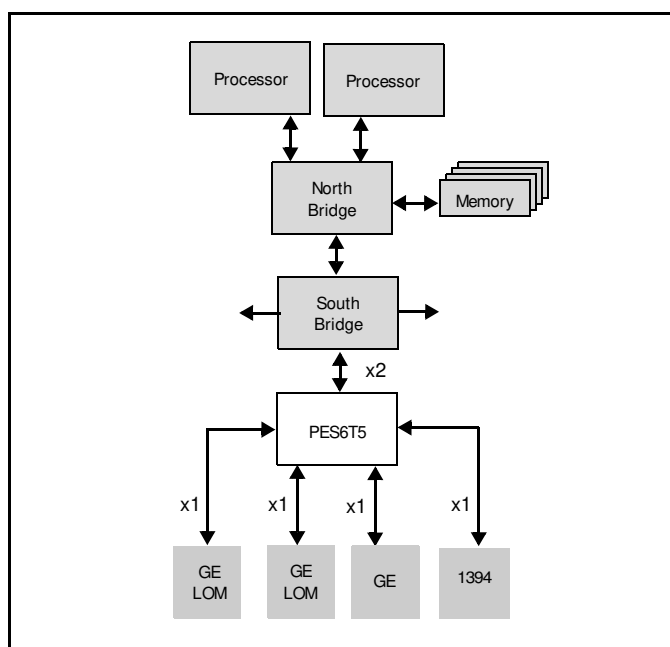 Processor
Processor
North
Bridge
Memory
South
Bridge
x2
PES6T5
x1
x1
x1
x1
GE
LOM
GE
LOM
GE
1394